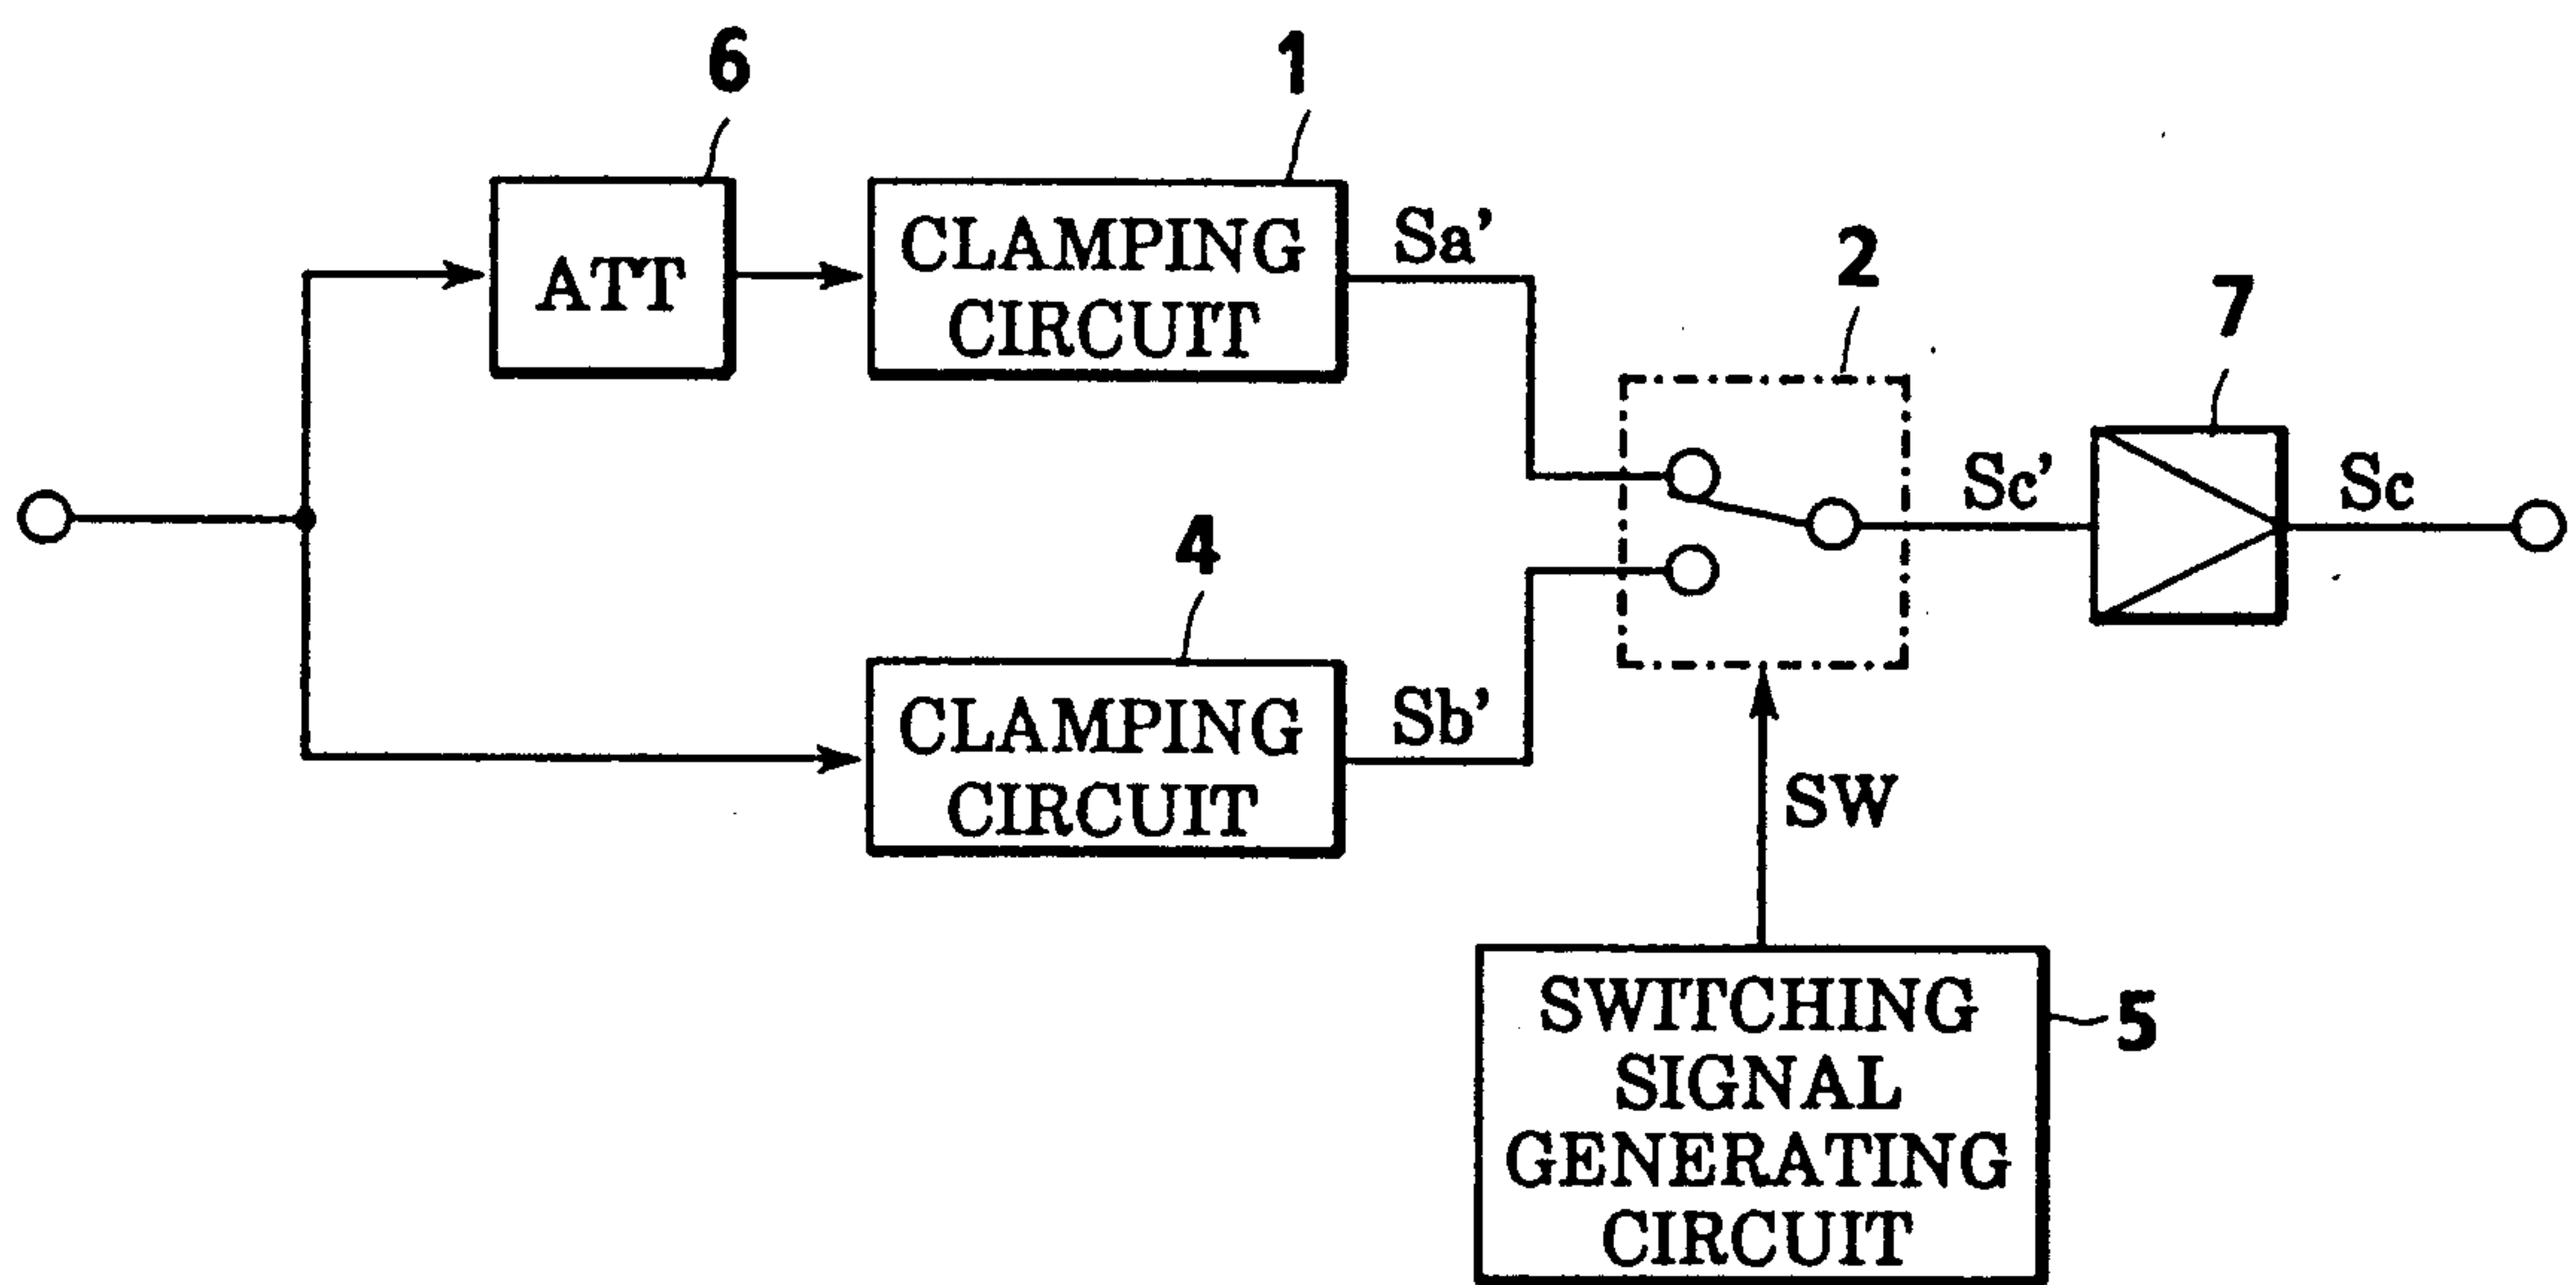 6
1
ATT
CLAMPING
CIRCUIT
Sa'
2
7
Sc'
Sc
4
CLAMPING
CIRCUIT
Sb'
SW
SWITCHING
SIGNAL
GENERATING
CIRCUIT
5